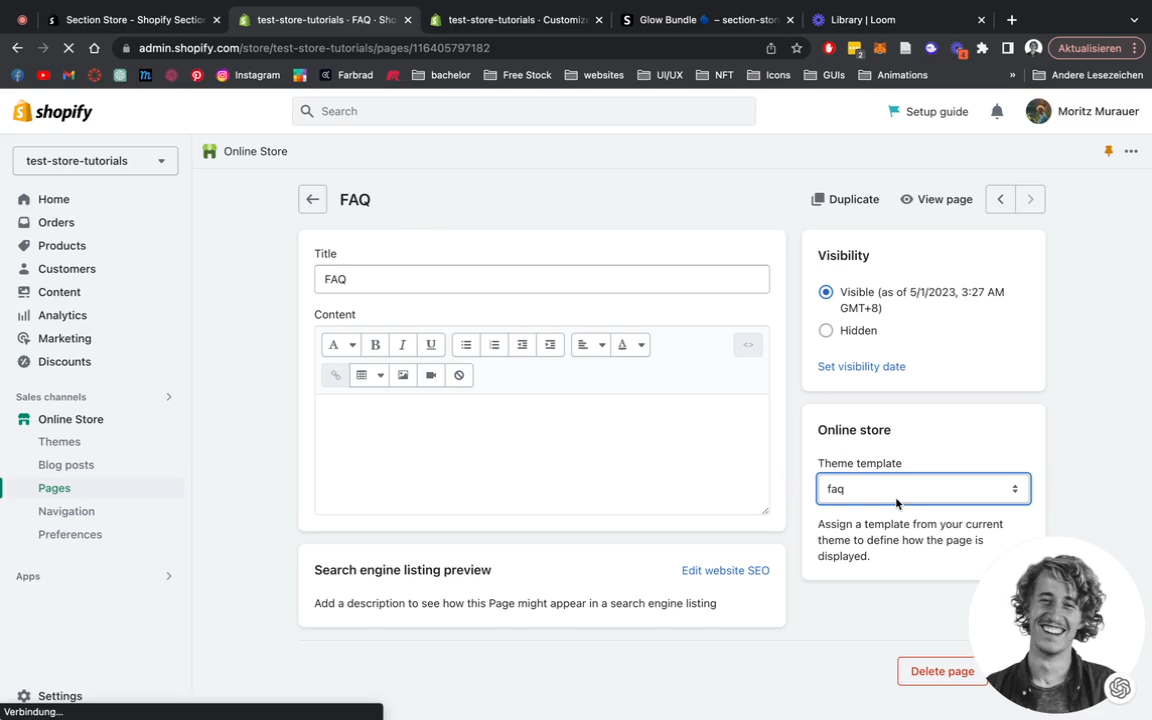 Section Store - Shopify Section
test-store-tutorials · FAQ · Sho
test-store-tutorials · Customiz
Glow Bundle 🔵 – section-stor
Library | Loom
admin.shopify.com/store/test-store-tutorials/pages/116405797182
2
4
Aktualisieren
Instagram
Farbrad
bachelor
Free Stock
websites
UI/UX
NFT
Icons
GUIs
Animations
»
Andere Lesezeichen
shopify
Search
Setup guide
Moritz Murauer
test-store-tutorials
Online Store
Home
Orders
Products
Customers
Content
Analytics
Marketing
Discounts
Sales channels
Online Store
Themes
Blog posts
Pages
Navigation
Preferences
Apps
Settings
FAQ
Duplicate
View page
Title
FAQ
Content
A
B
I
U
A
<>
Search engine listing preview
Edit website SEO
Add a description to see how this Page might appear in a search engine listing
Visibility
Visible (as of 5/1/2023, 3:27 AM
GMT+8)
Hidden
Set visibility date
Online store
Theme template
faq
Assign a template from your current
theme to define how the page is
displayed.
Delete page
Verbindung...